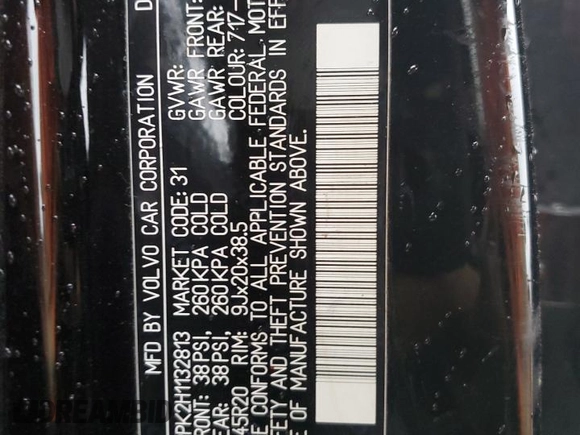 MFD BY VOLVO CAR CORPORATION D
PK2H1132813 MARKET CODE: 31 GVWR:
FRONT: 38PSI, 260KPA COLD GAWR FRONT:
EAR: 38PSI, 260KPA COLD GAWR REAR:
45R20 RIM: 9Jx20x38.5 COLOUR: 717-
E CONFORMS TO ALL APPLICABLE FEDERAL MOT
FETY AND THEFT PREVENTION STANDARDS IN EFF
E OF MANUFACTURE SHOWN ABOVE.